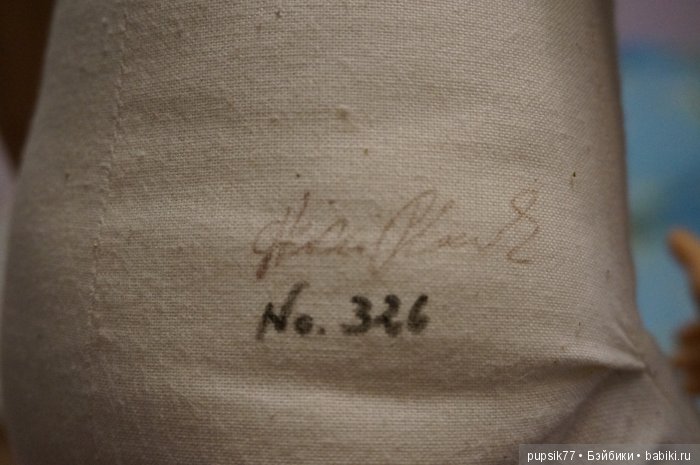 No. 326
pupsik77 • Бэйбики • babiki.ru